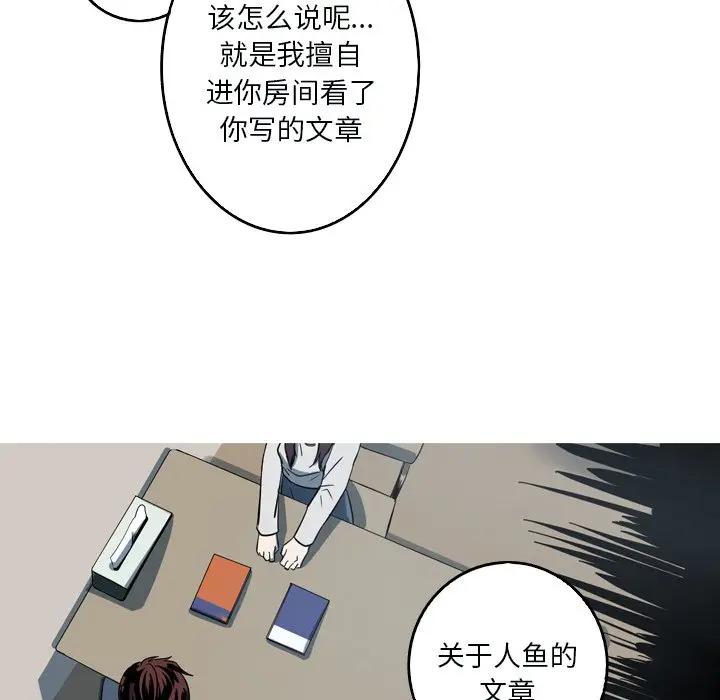 该怎么说呢…
就是我擅自
进你房间看了
你写的文章
关于人鱼的
文章